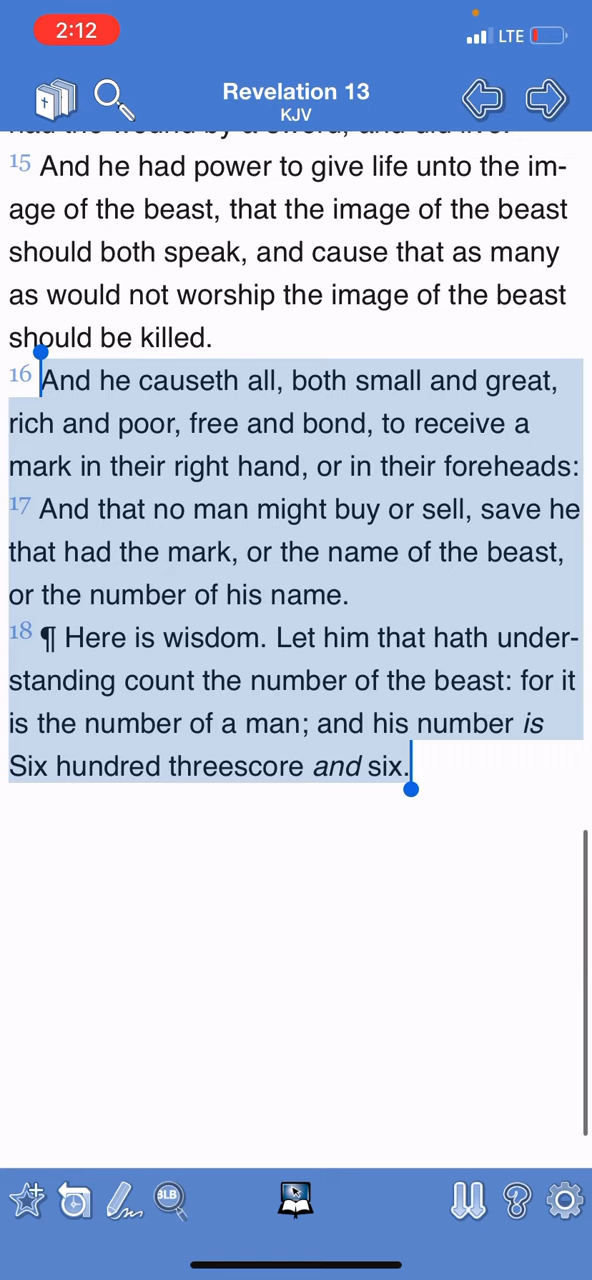 2:12
LTE
Revelation 13
KJV
15 And he had power to give life unto the im-
age of the beast, that the image of the beast
should both speak, and cause that as many
as would not worship the image of the beast
should be killed.
16 And he causeth all, both small and great,
rich and poor, free and bond, to receive a
mark in their right hand, or in their foreheads:
17 And that no man might buy or sell, save he
that had the mark, or the name of the beast,
or the number of his name.
18 ¶ Here is wisdom. Let him that hath under-
standing count the number of the beast: for it
is the number of a man; and his number is
Six hundred threescore and six.
BLB